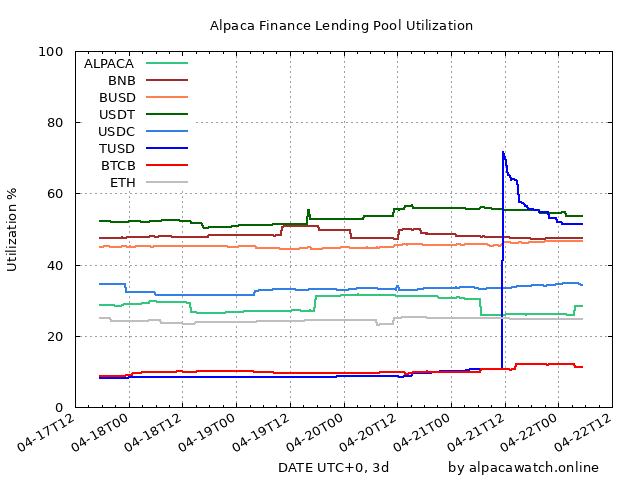 Alpaca Finance Lending Pool Utilization
100
80
60
40
20
0
Utilization %
ALPACA
BNB
BUSD
USDT
USDC
TUSD
BTCB
ETH
04-17T12
04-18T00
04-18T12
04-19T00
04-19T12
04-20T00
04-20T12
04-21T00
04-21T12
04-22T00
04-22T12
DATE UTC+0, 3d
by alpacawatch.online